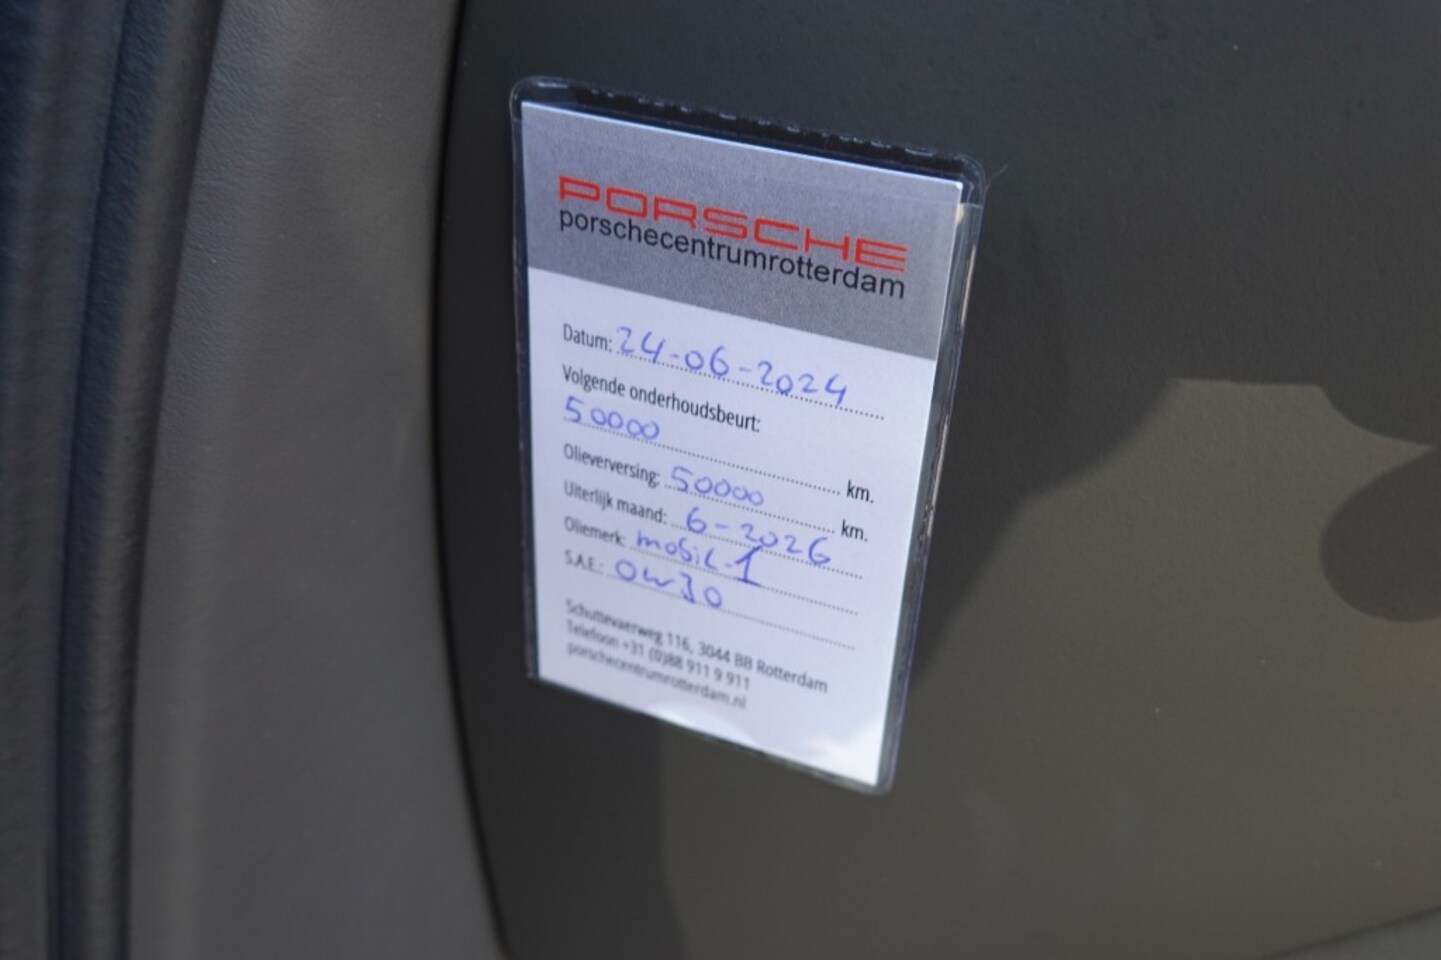 PORSCHE
porschecentrumrotterdam
Datum: 24-06-2024
Volgende onderhoudsbeurt:
50000 km.
Olieverversing: 50000 km.
Uiterlijk maand: 6-2026
Oliemerk: mobil-1
S.A.E.: 0w30
Schuttevaerweg 116, 3044 BB Rotterdam
Telefoon +31 (0)88 911 9 911
porschecentrumrotterdam.nl